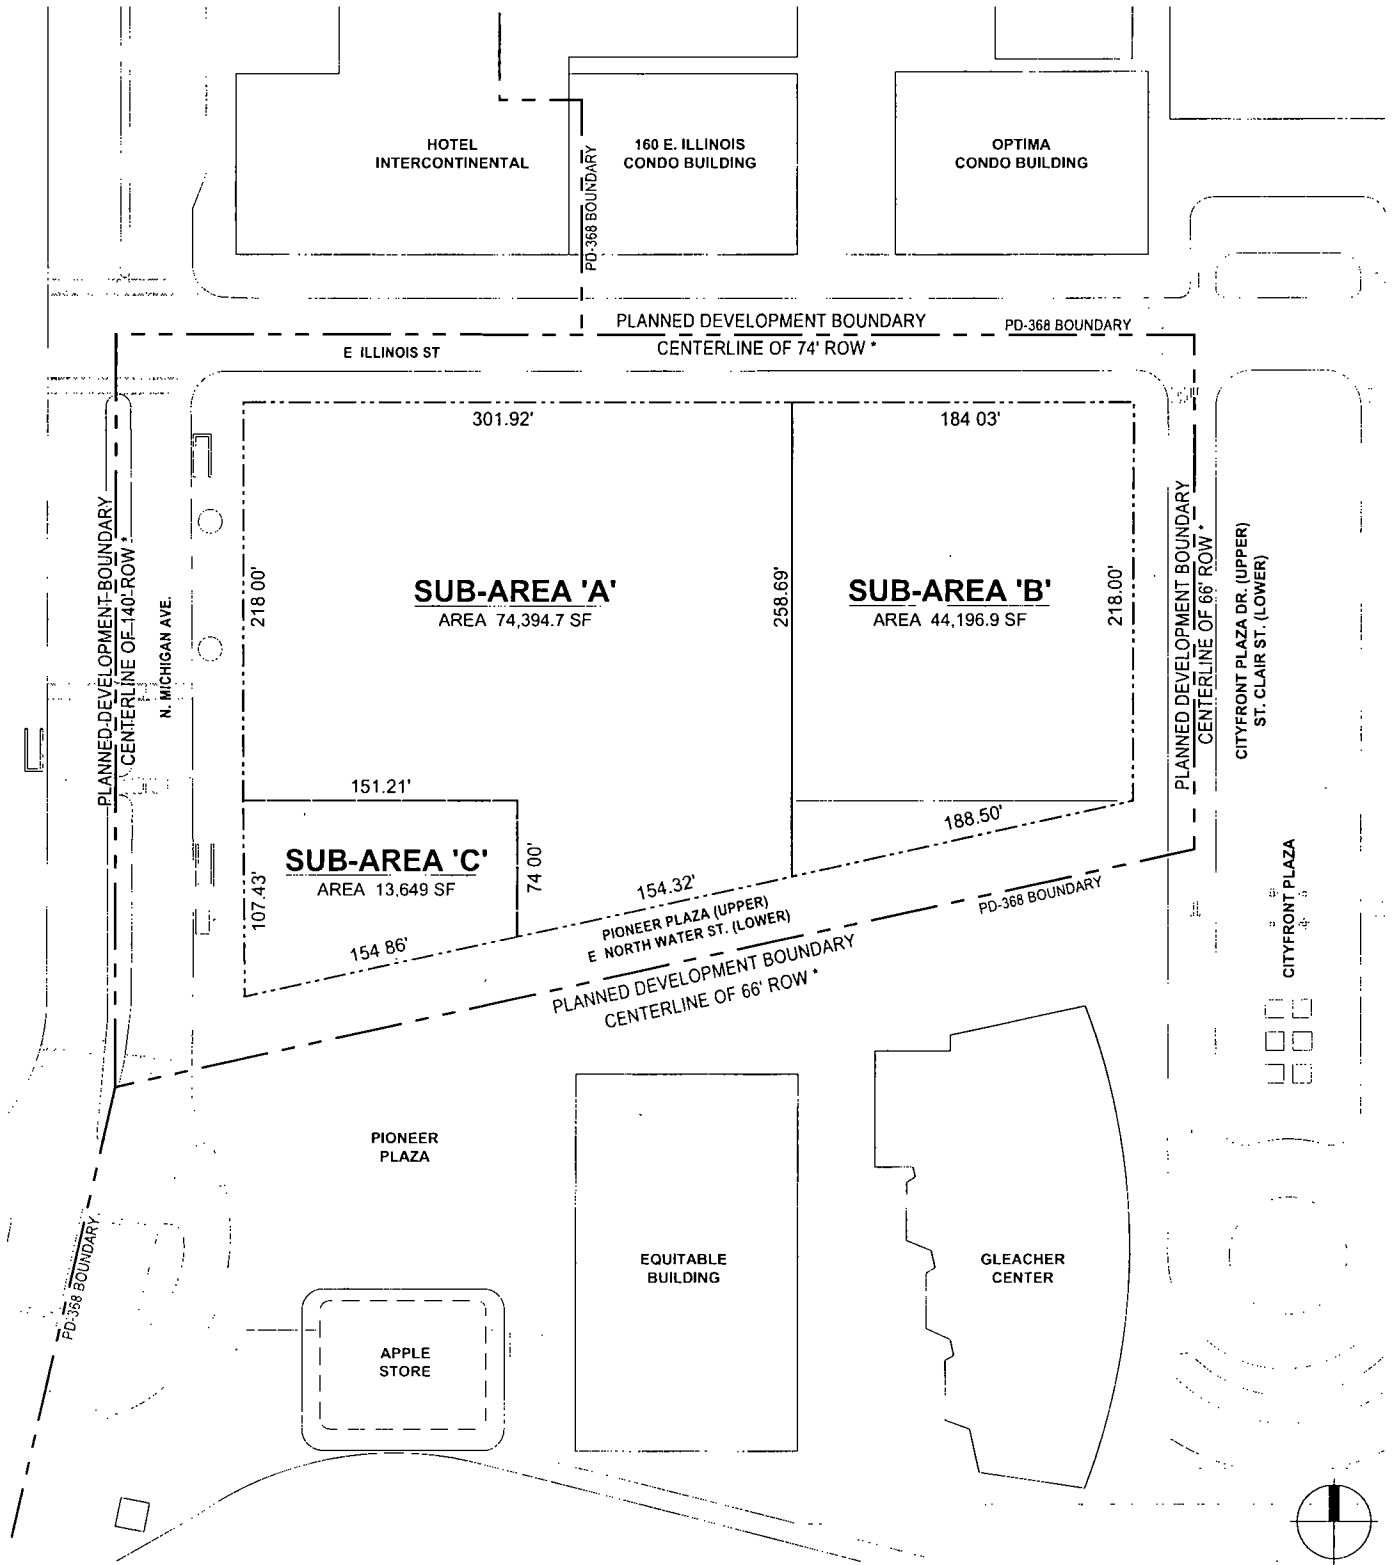 HOTEL
INTERCONTINENTAL
160 E. ILLINOIS
CONDO BUILDING
OPTIMA
CONDO BUILDING
PD-368 BOUNDARY
PLANNED DEVELOPMENT BOUNDARY
PD-368 BOUNDARY
E ILLINOIS ST
CENTERLINE OF 74' ROW *
301.92'
184 03'
PLANNED DEVELOPMENT BOUNDARY
CENTERLINE OF 140' ROW *
N. MICHIGAN AVE.
218 00'
SUB-AREA 'A'
AREA 74,394.7 SF
258.69'
SUB-AREA 'B'
AREA 44,196.9 SF
218.00'
PLANNED DEVELOPMENT BOUNDARY
CENTERLINE OF 66' ROW *
CITYFRONT PLAZA DR. (UPPER)
ST. CLAIR ST. (LOWER)
151.21'
188.50'
SUB-AREA 'C'
AREA 13,649 SF
107.43'
74 00'
154 86'
154.32'
PIONEER PLAZA (UPPER)
E NORTH WATER ST. (LOWER)
PD-368 BOUNDARY
PLANNED DEVELOPMENT BOUNDARY
CENTERLINE OF 66' ROW *
CITYFRONT PLAZA
PIONEER
PLAZA
PD-368 BOUNDARY
EQUITABLE
BUILDING
GLEACHER
CENTER
APPLE
STORE